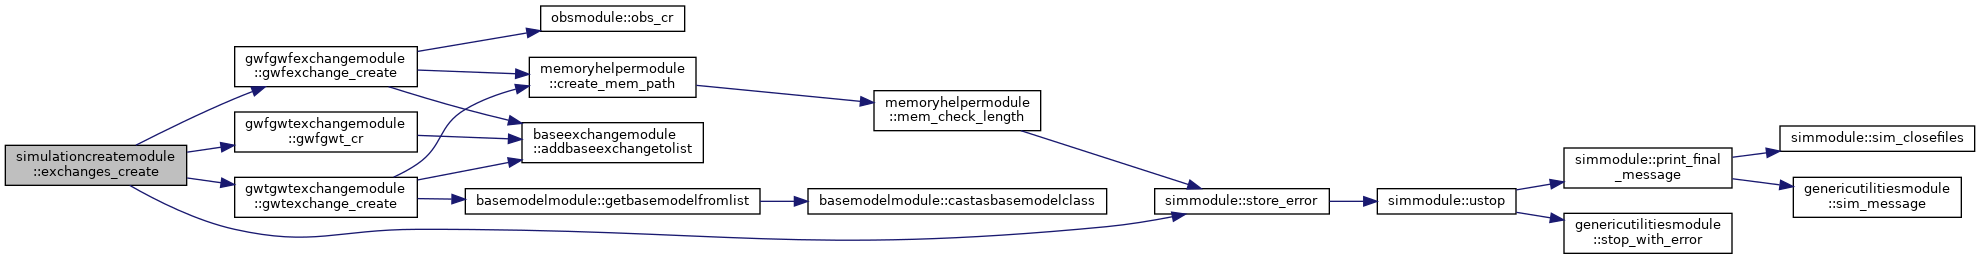 simulationcreatemodule
::exchanges_create
gwfgwfexchangemodule
::gwfexchange_create
gwfgwtexchangemodule
::gwfgwt_cr
gwtgwtexchangemodule
::gwtexchange_create
obsmodule::obs_cr
memoryhelpermodule
::create_mem_path
baseexchangemodule
::addbaseexchangetolist
basemodelmodule::getbasemodelfromlist
basemodelmodule::castasbasemodelclass
memoryhelpermodule
::mem_check_length
simmodule::store_error
simmodule::ustop
simmodule::print_final
_message
genericutilitiesmodule
::stop_with_error
simmodule::sim_closefiles
genericutilitiesmodule
::sim_message